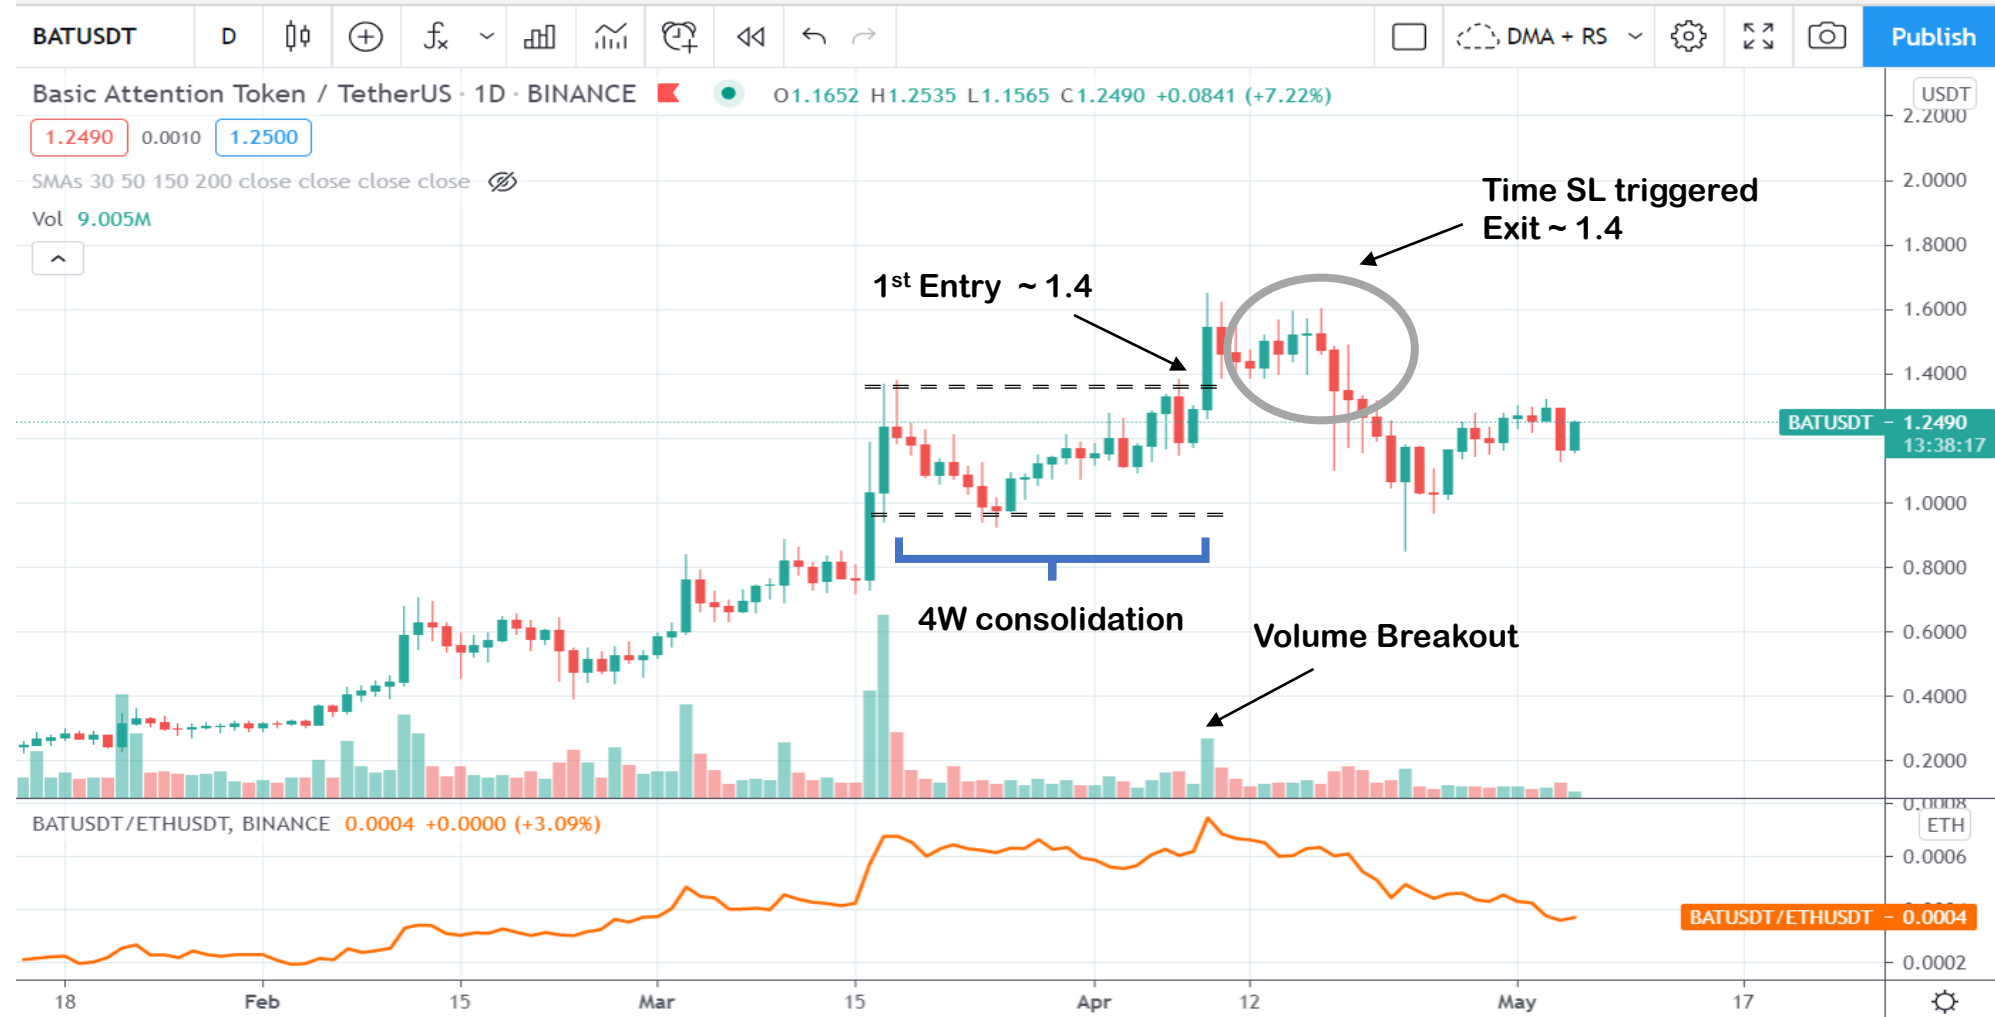 BATUSDT D fx DMA + RS Publish
Basic Attention Token / TetherUS · 1D · BINANCE O1.1652 H1.2535 L1.1565 C1.2490 +0.0841 (+7.22%)
USDT
2.2000
1.2490 0.0010 1.2500
SMAs 30 50 150 200 close close close close
2.0000
Vol 9.005M
Time SL triggered
Exit ~ 1.4
1.8000
1st Entry ~ 1.4
1.6000
1.4000
BATUSDT 1.2490
13:38:17
1.0000
0.8000
4W consolidation
Volume Breakout
0.6000
0.4000
0.2000
0.0008
BATUSDT/ETHUSDT, BINANCE 0.0004 +0.0000 (+3.09%)
ETH
0.0006
BATUSDT/ETHUSDT 0.0004
0.0002
18 Feb 15 Mar 15 Apr 12 May 17